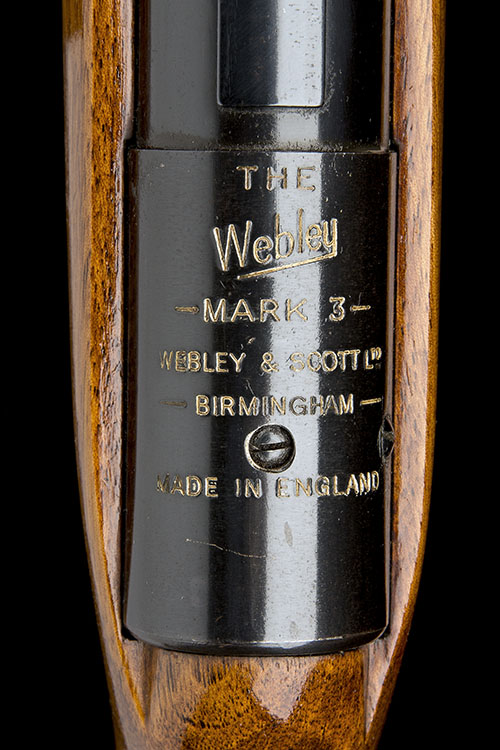 THE
Webley
-MARK 3-
WEBLEY & SCOTT LTD
- BIRMINGHAM -
MADE IN ENGLAND